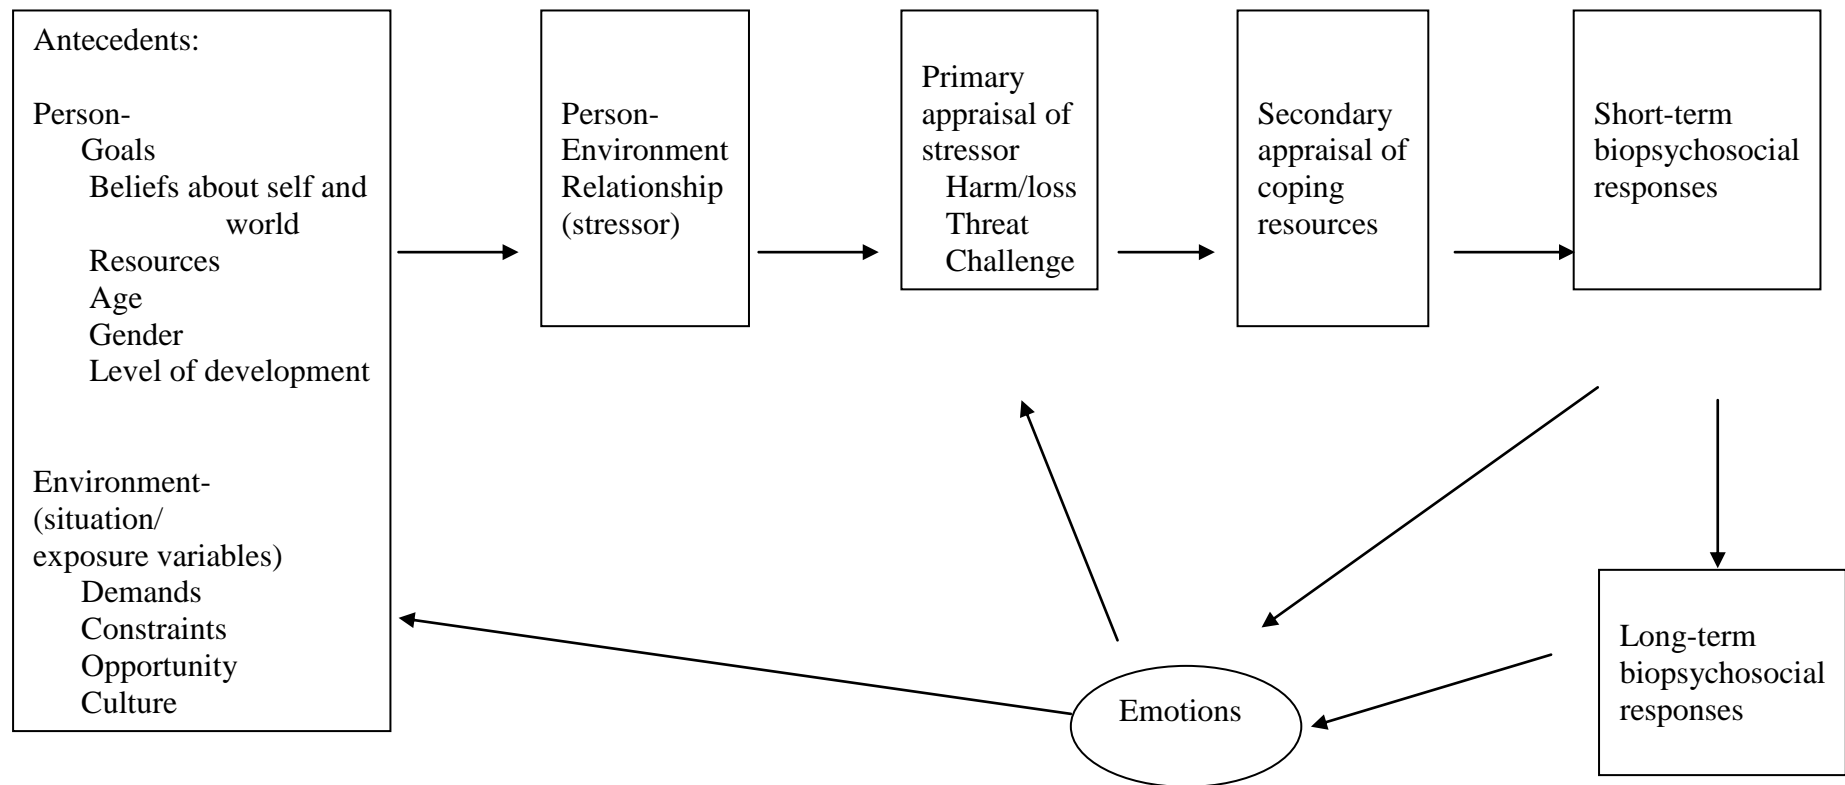 Antecedents:
Person-
Goals
Beliefs about self and
world
Resources
Age
Gender
Level of development
Environment-
(situation/
exposure variables)
Demands
Constraints
Opportunity
Culture
Person-
Environment
Relationship
(stressor)
Primary
appraisal of
stressor
Harm/loss
Threat
Challenge
Secondary
appraisal of
coping
resources
Short-term
biopsychosocial
responses
Long-term
biopsychosocial
responses
Emotions